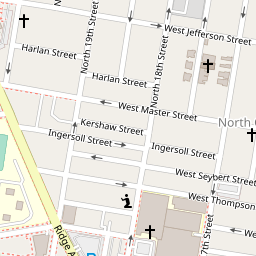 West Jefferson Street
Harlan Street
North 19th Street
North 18th Street
Harlan Street
West Master Street
Kershaw Street
North
Ingersoll Street
Ingersoll Street
West Seybert Street
West Thompson
7th Street
Ridge A
P